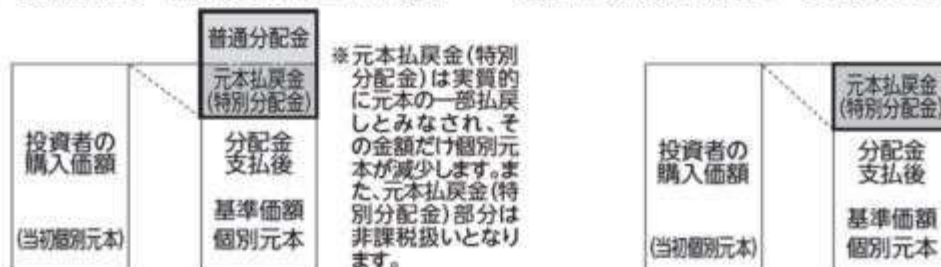 普通分配金
元本払戻金
(特別分配金)
投資者の
購入価額
(当初個別元本)
分配金
支払後
基準価額
個別元本
※元本払戻金(特別
分配金)は実質的
に元本の一部払戻
しとみなされ、そ
の金額だけ個別元
本が減少します。ま
た、元本払戻金(特
別分配金)部分は
非課税扱いとなり
ます。
投資者の
購入価額
(当初個別元本)
元本払戻金
(特別分配金
分配金
支払後
基準価額
個別元本